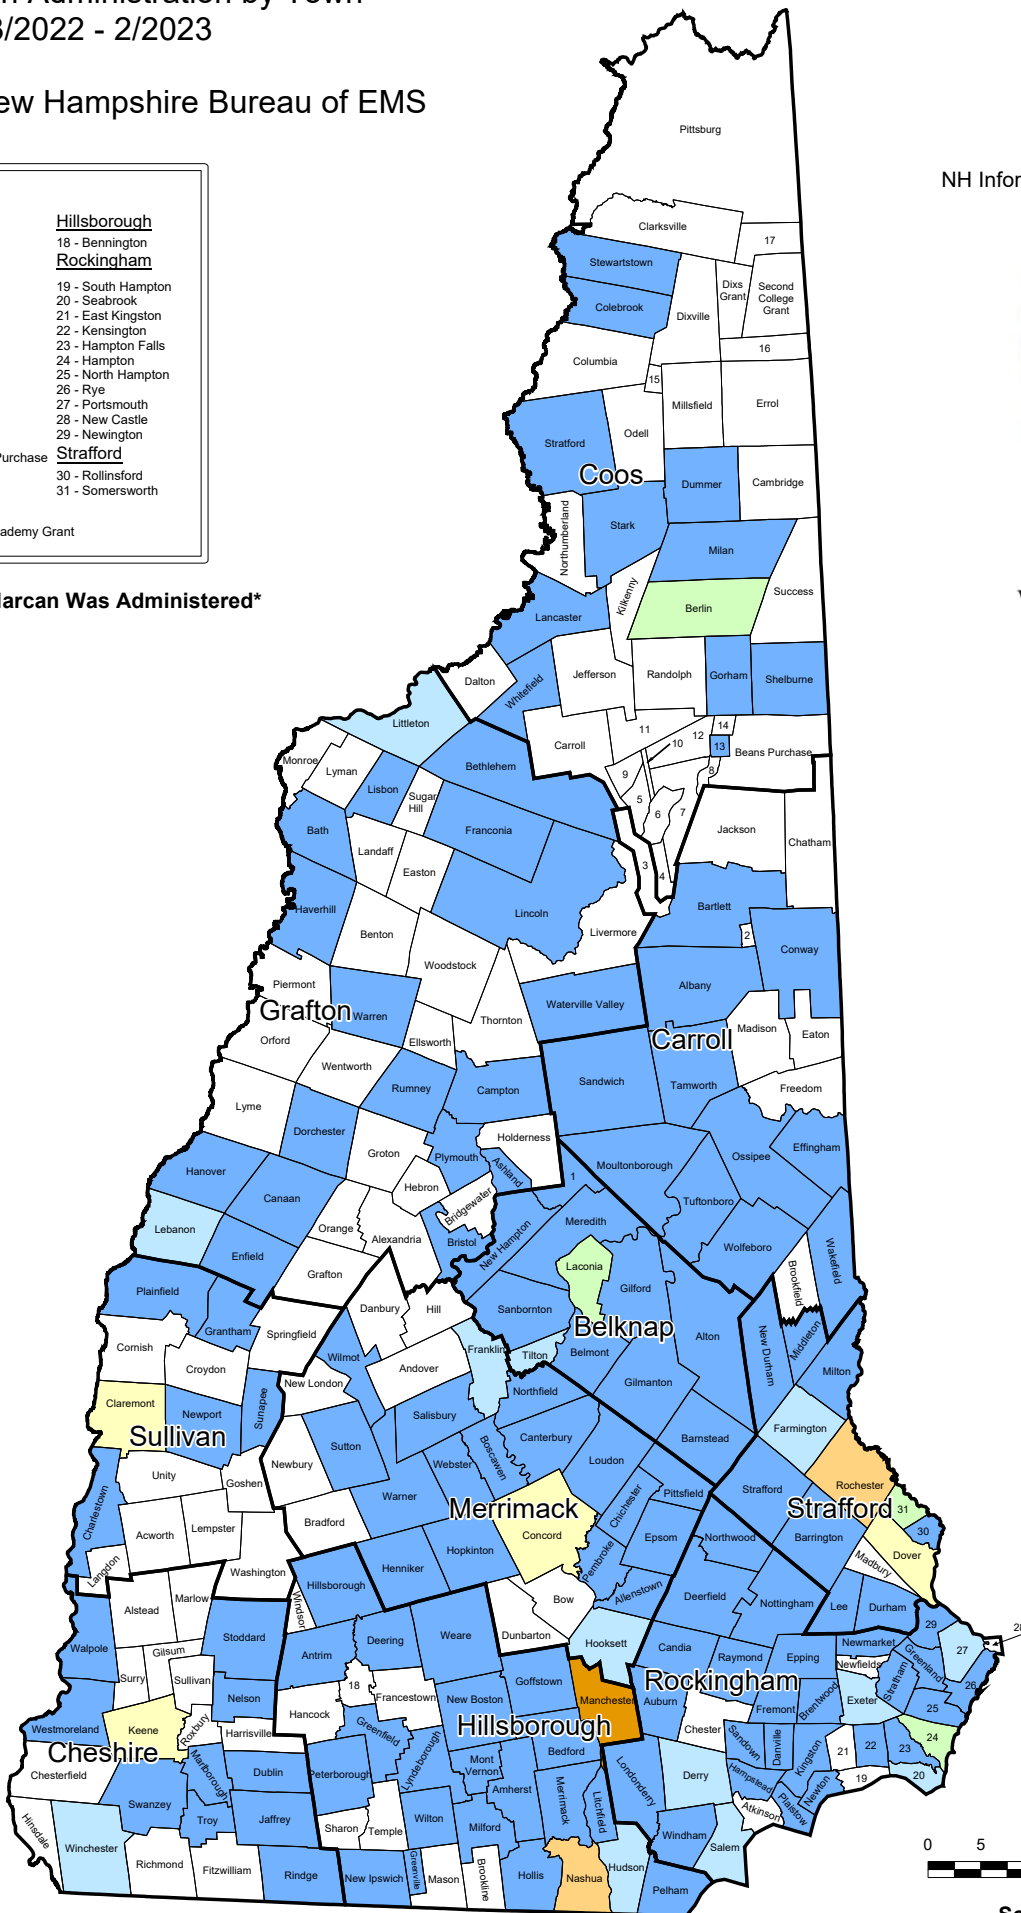 n Administration by Town
3/2022 - 2/2023
ew Hampshire Bureau of EMS
NH Infor
Hillsborough
18 - Bennington
Rockingham
19 - South Hampton
20 - Seabrook
21 - East Kingston
22 - Kensington
23 - Hampton Falls
24 - Hampton
25 - North Hampton
26 - Rye
27 - Portsmouth
28 - New Castle
29 - Newington
Purchase
Strafford
30 - Rollinsford
31 - Somersworth
ademy Grant
Narcan Was Administered*
Pittsburg
Clarksville
17
Stewartstown
Dixs
Grant
Second
College
Grant
Colebrook
Dixville
16
Columbia
15
Millsfield
Errol
Stratford
Odell
Coos
Dummer
Cambridge
Northumberland
Stark
Milan
Kilkenny
Success
Berlin
Lancaster
Dalton
Whitefield
Jefferson
Randolph
Gorham
Shelburne
Littleton
Carroll
11
14
12
10
13
Beans Purchase
9
8
5
6
7
3
4
Monroe
Lyman
Bethlehem
Lisbon
Sugar
Hill
Bath
Franconia
Landaff
Easton
Jackson
Chatham
Haverhill
Lincoln
Bartlett
Benton
Livermore
2
Conway
Woodstock
Piermont
Albany
Grafton
Warren
Waterville Valley
Thornton
Madison
Eaton
Orford
Ellsworth
Carroll
Wentworth
Sandwich
Tamworth
Freedom
Rumney
Campton
Lyme
Dorchester
Holderness
Groton
Plymouth
Ashland
Moultonborough
Ossipee
Effingham
Hanover
Hebron
1
Canaan
Bridgewater
Tuftonboro
Lebanon
Orange
Alexandria
Bristol
New Hampton
Meredith
Enfield
Wolfeboro
Wakefield
Grafton
Laconia
Gilford
Brookfield
Plainfield
Danbury
Hill
Sanbornton
Grantham
Springfield
Belknap
Alton
New Durham
Middleton
Cornish
Wilmot
Franklin
Tilton
Belmont
Croydon
Andover
Milton
New London
Northfield
Gilmanton
Claremont
Newport
Sunapee
Salisbury
Farmington
Sullivan
Sutton
Canterbury
Barnstead
Newbury
Boscawen
Loudon
Unity
Goshen
Webster
Rochester
Charlestown
Warner
Chichester
Pittsfield
Strafford
Strafford
Merrimack
31
Acworth
Lempster
Bradford
Concord
30
Epsom
Northwood
Barrington
Hopkinton
Langdon
Washington
Henniker
Pembroke
Madbury
Dover
Hillsborough
Allenstown
Alstead
Marlow
Windsor
Bow
Deerfield
Nottingham
Lee
Durham
Stoddard
Dunbarton
29
28
Walpole
Deering
Weare
Hooksett
Candia
Newmarket
27
Gilsum
Antrim
Raymond
Epping
Newfields
Greenland
Surry
Sullivan
18
Goffstown
Rockingham
Stratham
26
Nelson
Hancock
Francestown
New Boston
Manchester
Auburn
Brentwood
Exeter
25
Westmoreland
Keene
Roxbury
Harrisville
Greenfield
Hillsborough
Chester
Fremont
24
Cheshire
Marlborough
Lyndeborough
Bedford
Sandown
Danville
Kingston
21
22
23
Chesterfield
Dublin
Peterborough
Mont
Vernon
Londonderry
Derry
Hampstead
Newton
19
20
Swanzey
Amherst
Merrimack
Litchfield
Plaistow
Troy
Jaffrey
Wilton
Milford
Atkinson
Hinsdale
Sharon
Temple
Windham
Winchester
Salem
Richmond
Fitzwilliam
Rindge
New Ipswich
Greenville
Mason
Brookline
Hollis
Nashua
Hudson
Pelham
0 5